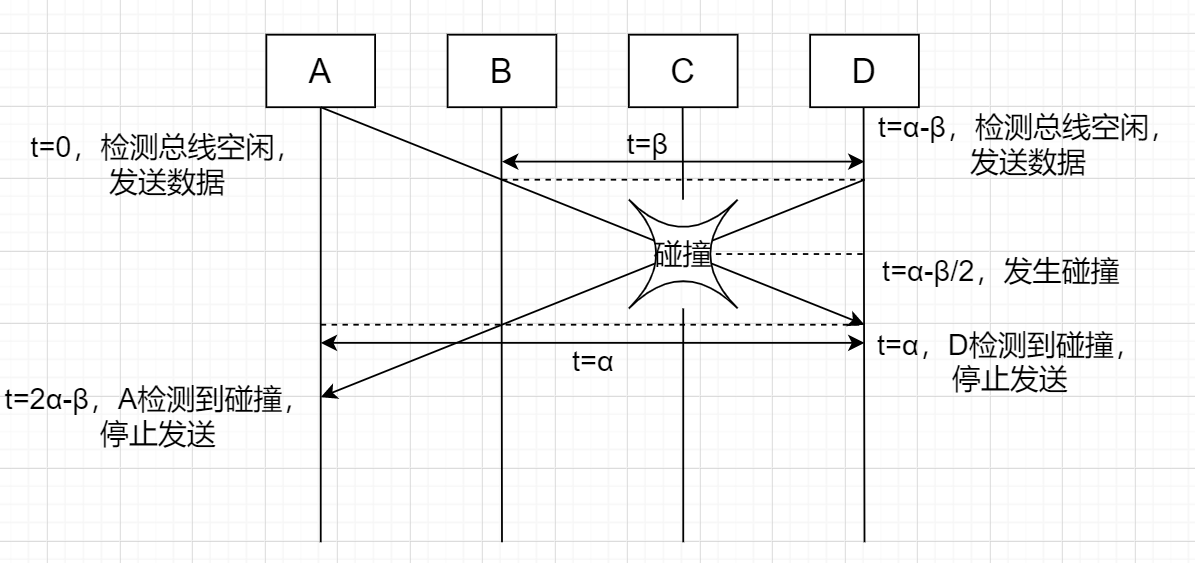 A
B
C
D
t=0，检测总线空闲，
发送数据
t=β
t=α-β，检测总线空闲，
发送数据
碰撞
t=α-β/2，发生碰撞
t=α
t=α，D检测到碰撞，
停止发送
t=2α-β，A检测到碰撞，
停止发送